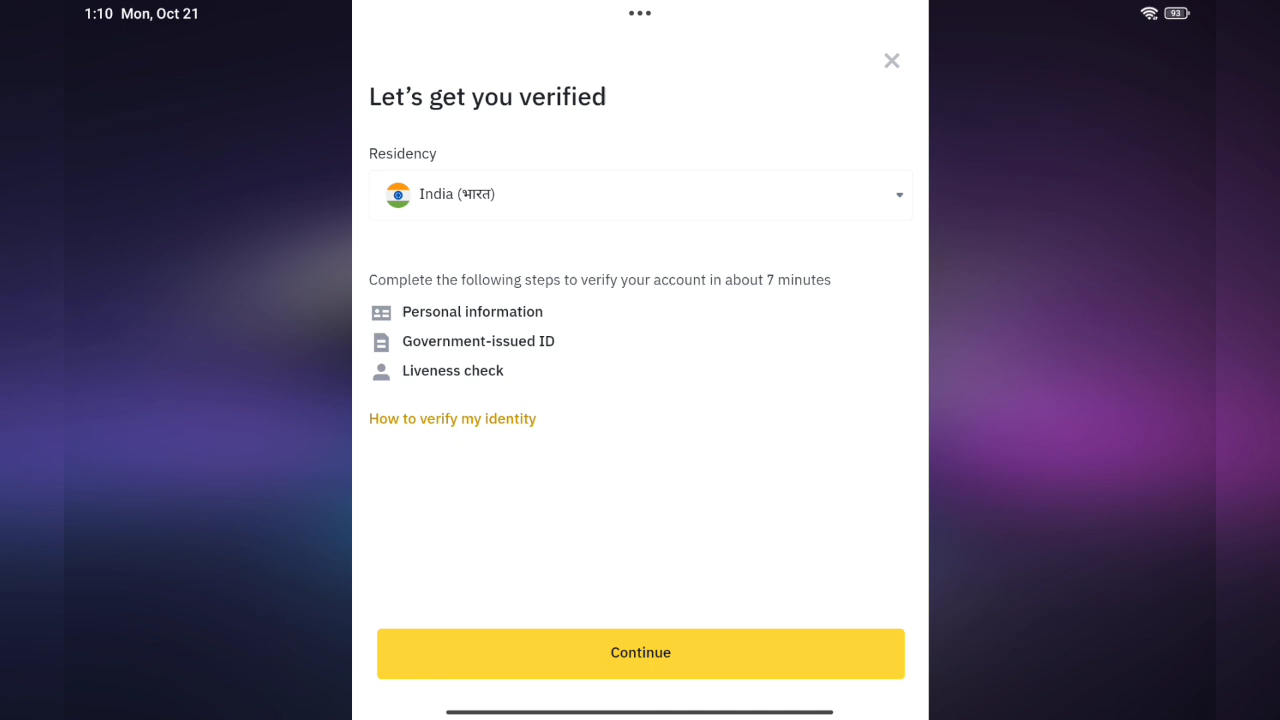 1:10 Mon, Oct 21
93
Let’s get you verified
Residency
India (भारत)
Complete the following steps to verify your account in about 7 minutes
Personal information
Government-issued ID
Liveness check
How to verify my identity
Continue